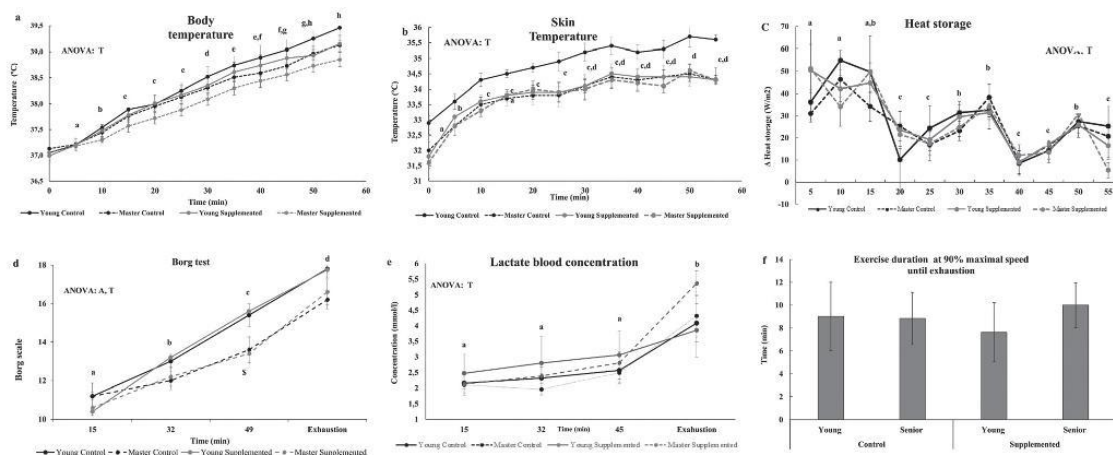 a
Body
temperature
ANOVA: T
Temperature (°C)
39,5
39,0
38,5
38,0
37,5
37,0
36,5
a
b
c
c
c
d
e
e,f
f,g
g,h
h
0
10
20
30
40
50
60
Time (min)
Young Control
Master Control
Young Supplemented
Master Supplemented
b
Skin
Temperature
ANOVA: T
Temperature (°C)
36
35,5
35
34,5
34
33,5
33
32,5
32
31,5
31
a
b
c
c
c
c,d
c,d
c,d
d
c,d
0
10
20
30
40
50
60
Time (min)
Young Control
Master Control
Young Supplemented
Master Supplemented
C
Heat storage
ANOVA. T
Δ Heat storage (W/m2)
70
60
50
40
30
20
10
0
-10
a
a
a,b
c
c
b
b
c
c
b
c
5
10
15
20
25
30
35
40
45
50
55
Young Control
Master Control
Young Supplemented
Master Supplemented
d
Borg test
ANOVA: A, T
Borg scale
18
16
14
12
10
a
b
c
d
S
15
32
49
Exhaustion
Time (min)
Young Control
Master Control
Young Supplemented
Master Supplemented
e
Lactate blood concentration
ANOVA: T
Concentration (mmol/l)
6
5,5
5
4,5
4
3,5
3
2,5
2
1,5
1
a
a
a
b
15
32
45
Exhaustion
Time (min)
Young Control
Master Control
Young Supplemented
Master Supplemented
f
Exercise duration at 90% maximal speed
until exhaustion
Time (min)
14
12
10
8
6
4
2
0
Young
Senior
Young
Senior
Control
Supplemented